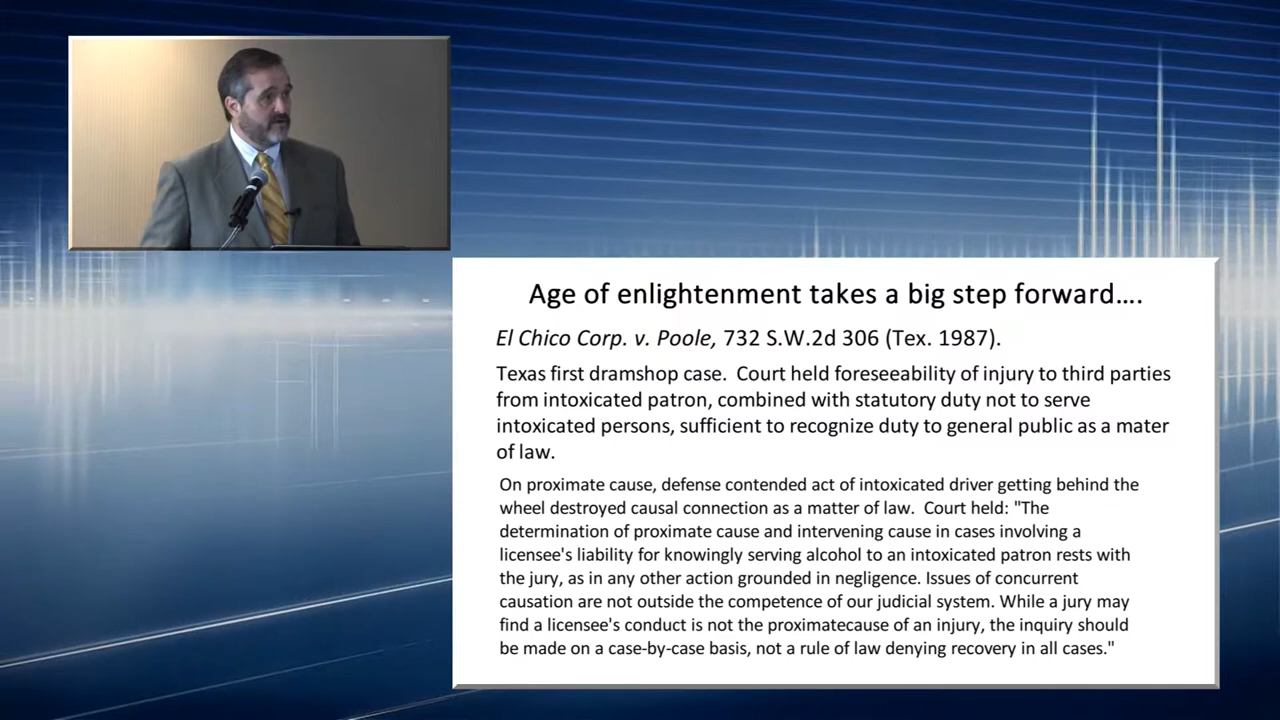 Age of enlightenment takes a big step forward....
El Chico Corp. v. Poole, 732 S.W.2d 306 (Tex. 1987).
Texas first dramshop case.  Court held foreseeability of injury to third parties
from intoxicated patron, combined with statutory duty not to serve
intoxicated persons, sufficient to recognize duty to general public as a mater
of law.
On proximate cause, defense contended act of intoxicated driver getting behind the
wheel destroyed causal connection as a matter of law.  Court held: "The
determination of proximate cause and intervening cause in cases involving a
licensee's liability for knowingly serving alcohol to an intoxicated patron rests with
the jury, as in any other action grounded in negligence. Issues of concurrent
causation are not outside the competence of our judicial system. While a jury may
find a licensee's conduct is not the proximatecause of an injury, the inquiry should
be made on a case-by-case basis, not a rule of law denying recovery in all cases."